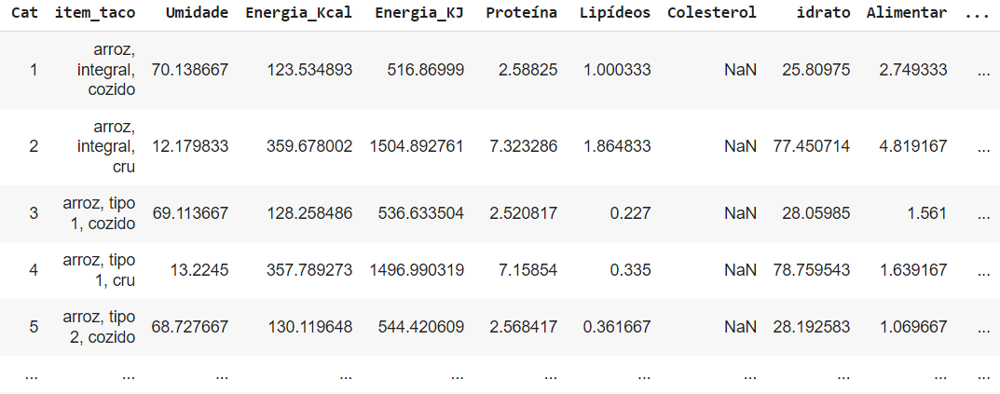 Cat item_taco Umidade Energia_Kcal Energia_KJ Proteína Lipídeos Colesterol idrato Alimentar ...
1 arroz, integral, cozido 70.138667 123.534893 516.86999 2.58825 1.000333 NaN 25.80975 2.749333 ...
2 arroz, integral, cru 12.179833 359.678002 1504.892761 7.323286 1.864833 NaN 77.450714 4.819167 ...
3 arroz, tipo 1, cozido 69.113667 128.258486 536.633504 2.520817 0.227 NaN 28.05985 1.561 ...
4 arroz, tipo 1, cru 13.2245 357.789273 1496.990319 7.15854 0.335 NaN 78.759543 1.639167 ...
5 arroz, tipo 2, cozido 68.727667 130.119648 544.420609 2.568417 0.361667 NaN 28.192583 1.069667 ...
... ... ... ... ... ... ... ... ... ... ...